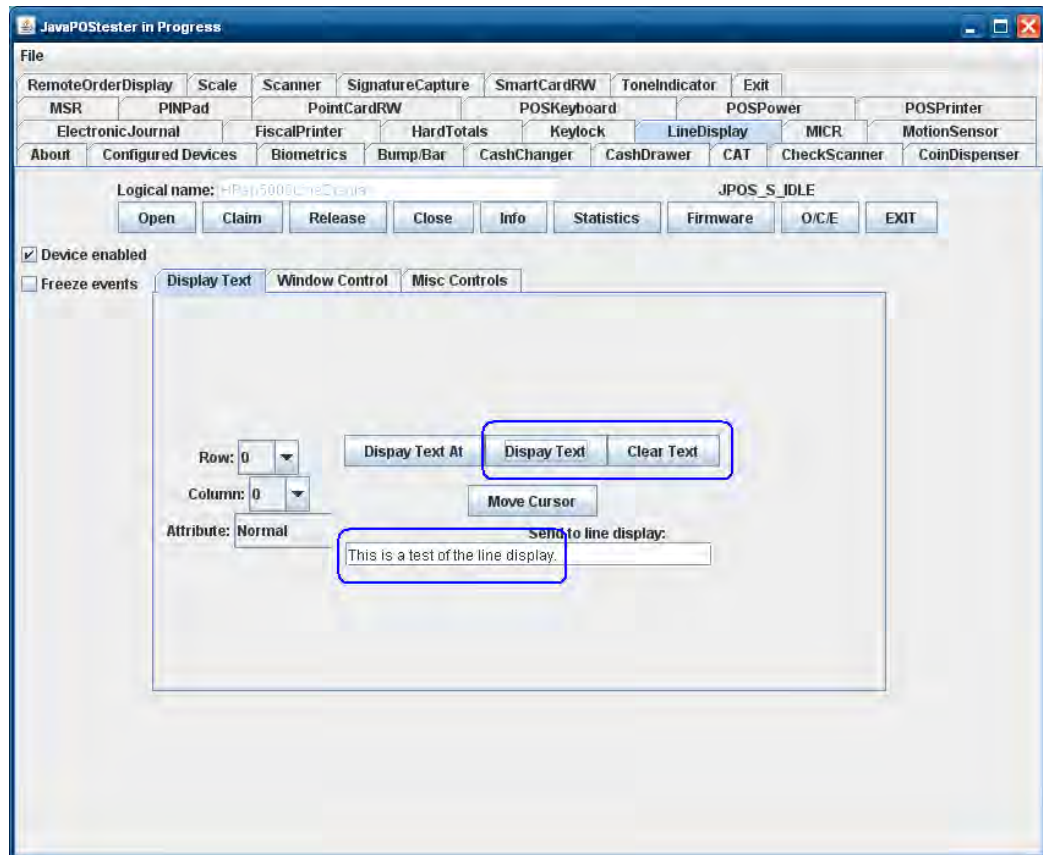 JavaPOStester in Progress
File
RemoteOrderDisplay Scale Scanner SignatureCapture SmartCardRW ToneIndicator Exit
MSR PINPad PointCardRW POSKeyboard POSPower POSPrinter
ElectronicJournal FiscalPrinter HardTotals Keylock LineDisplay MICR MotionSensor
About Configured Devices Biometrics Bump/Bar CashChanger CashDrawer CAT CheckScanner CoinDispenser
Logical name: JPOS_S_IDLE
Open Claim Release Close Info Statistics Firmware O/C/E EXIT
Device enabled
Freeze events Display Text Window Control Misc Controls
Row: 0 Dispay Text At Dispay Text Clear Text
Column: 0 Move Cursor
Attribute: Normal Send to line display:
This is a test of the line display.